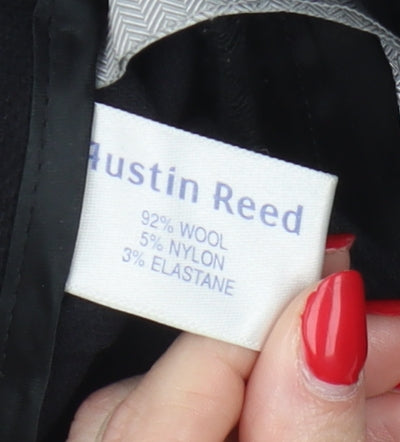 Austin Reed
92% WOOL
5% NYLON
3% ELASTANE